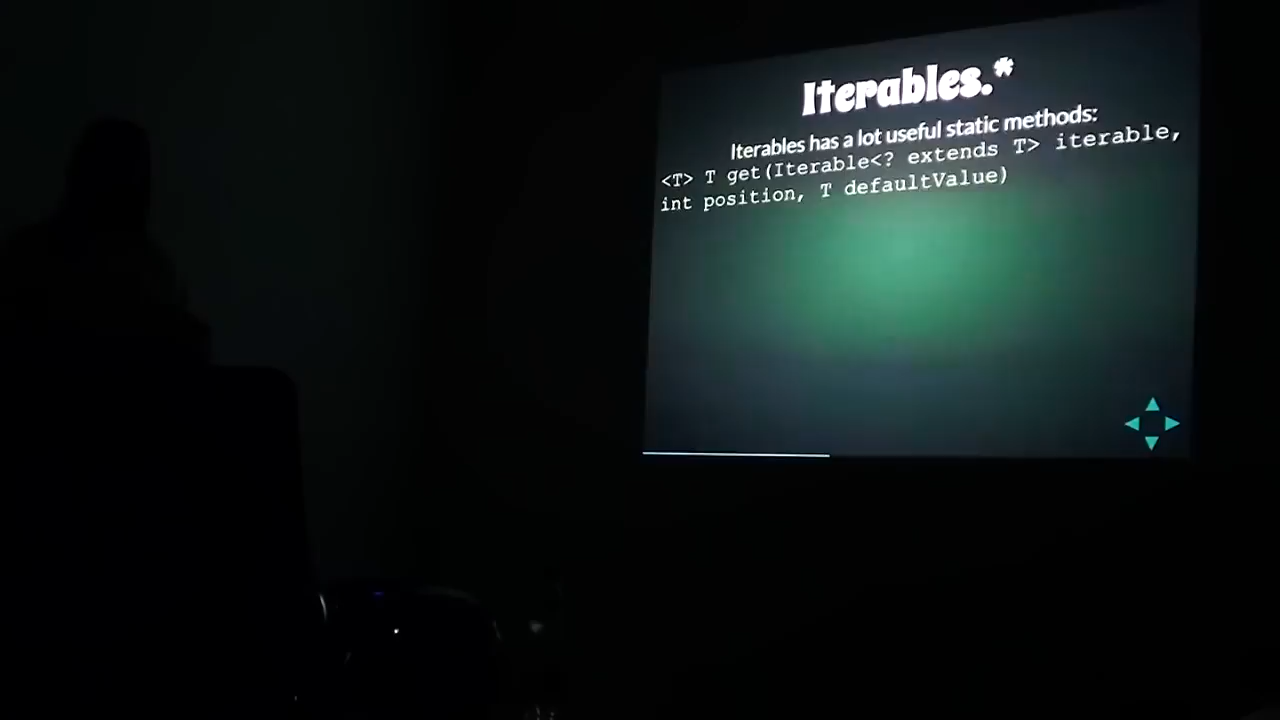 Iterables.*
Iterables has a lot useful static methods:
<T> T get(Iterable<? extends T> iterable,
int position, T defaultValue)